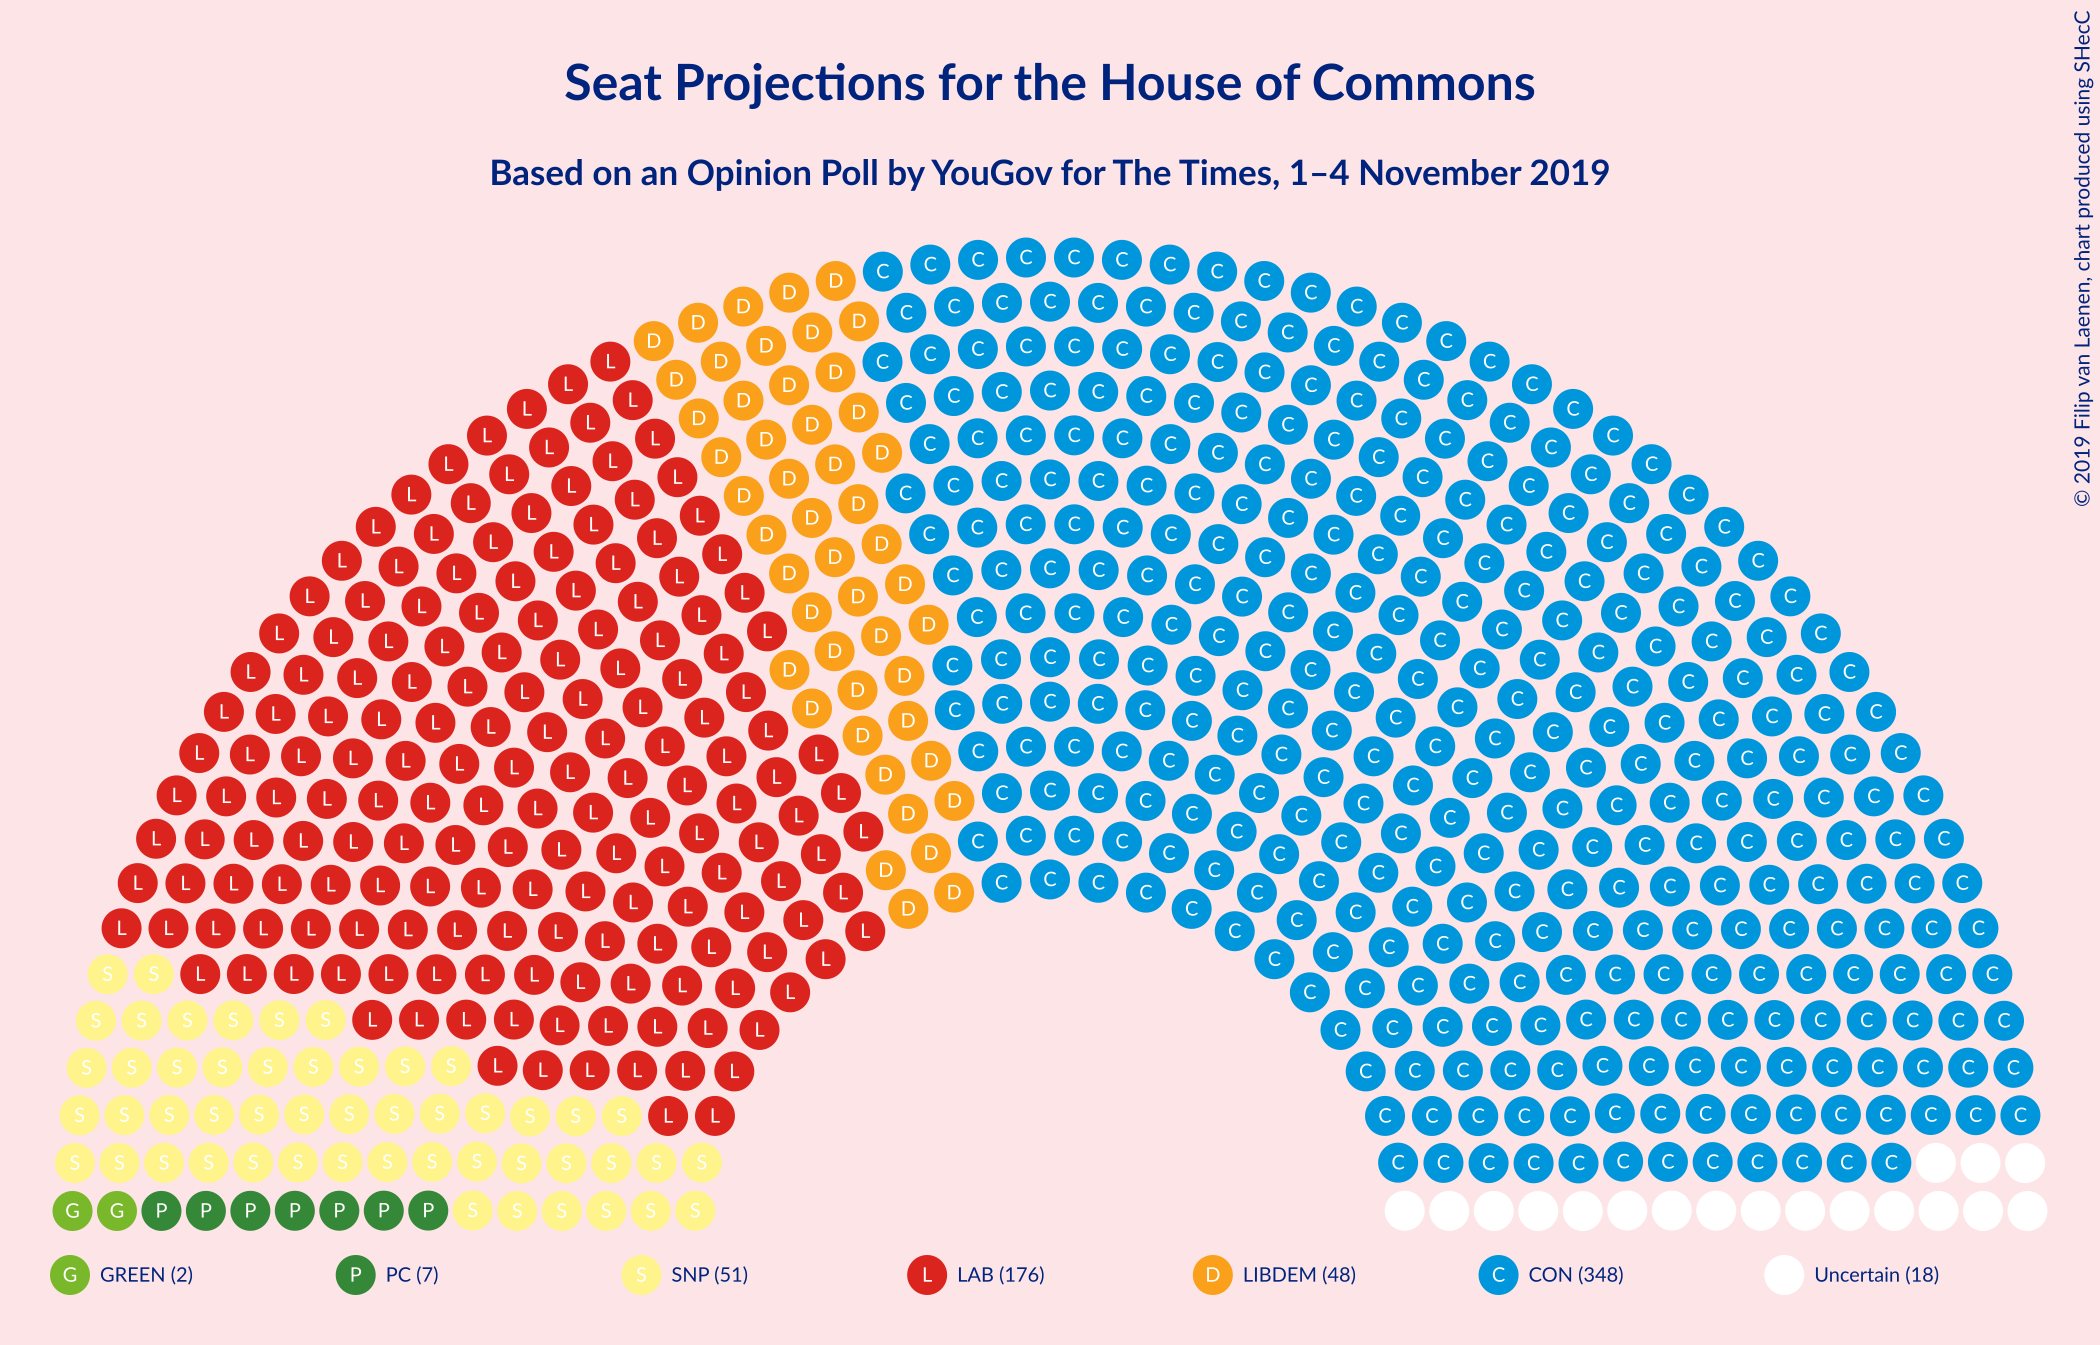 Seat Projections for the House of Commons
Based on an Opinion Poll by YouGov for The Times, 1–4 November 2019
© 2019 Filip van Laenen, chart produced using SHecC
G GREEN (2)
P PC (7)
S SNP (51)
L LAB (176)
D LIBDEM (48)
C CON (348)
Uncertain (18)